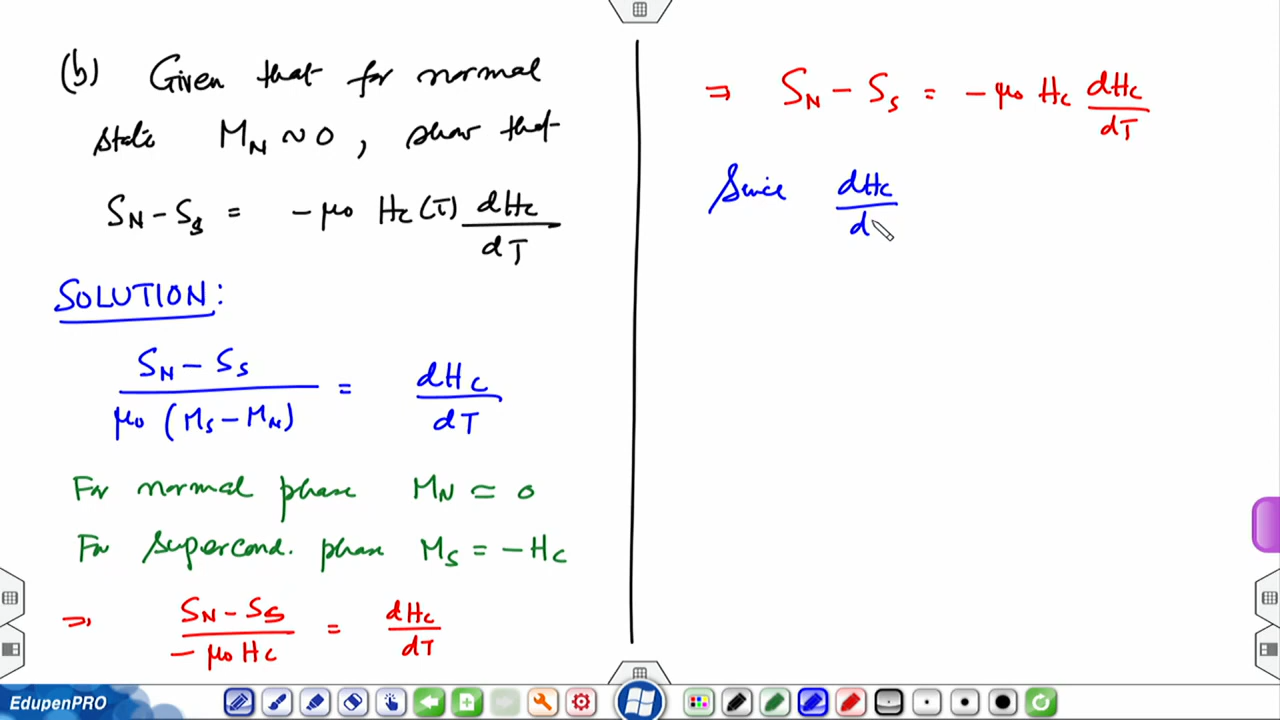 (b) Given that for normal
state M_N ~ 0, show that
S_N - S_s = -μ₀ H_c(T) dH_c/dT
SOLUTION:
S_N - S_s / μ₀ (M_s - M_N) = dH_c/dT
For normal phase M_N ≃ 0
For supercond. phase M_s = -H_c
⇒ S_N - S_s / -μ₀ H_c = dH_c/dT
⇒ S_N - S_s = -μ₀ H_c dH_c/dT
Since dH_c/d
EdupenPRO